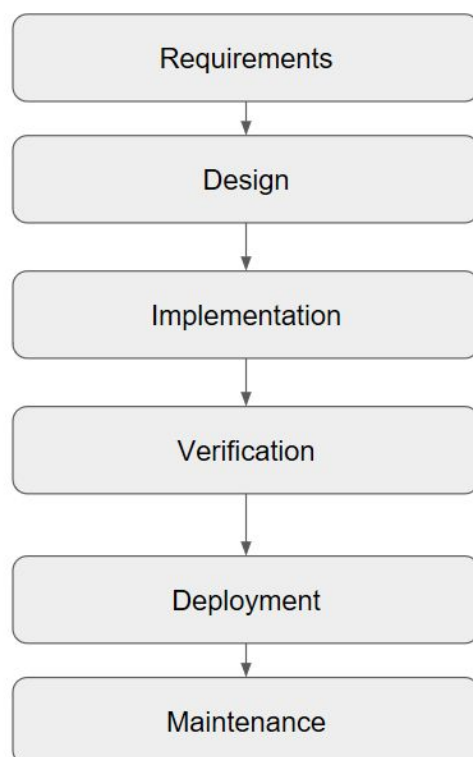 Requirements
Design
Implementation
Verification
Deployment
Maintenance